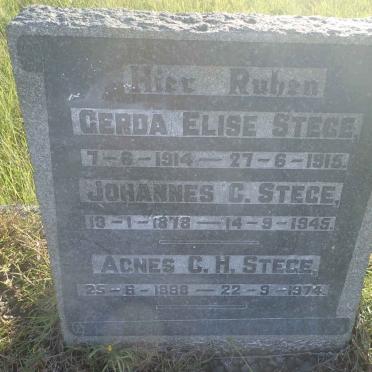 Hier Ruhen
GERDA ELISE STEGE,
7-6-1914 — 27-6-1915.
JOHANNES C. STEGE,
13-1-1878 — 14-9-1945.
AGNES C. H. STEGE,
25-6-1886 — 22-9-1974.